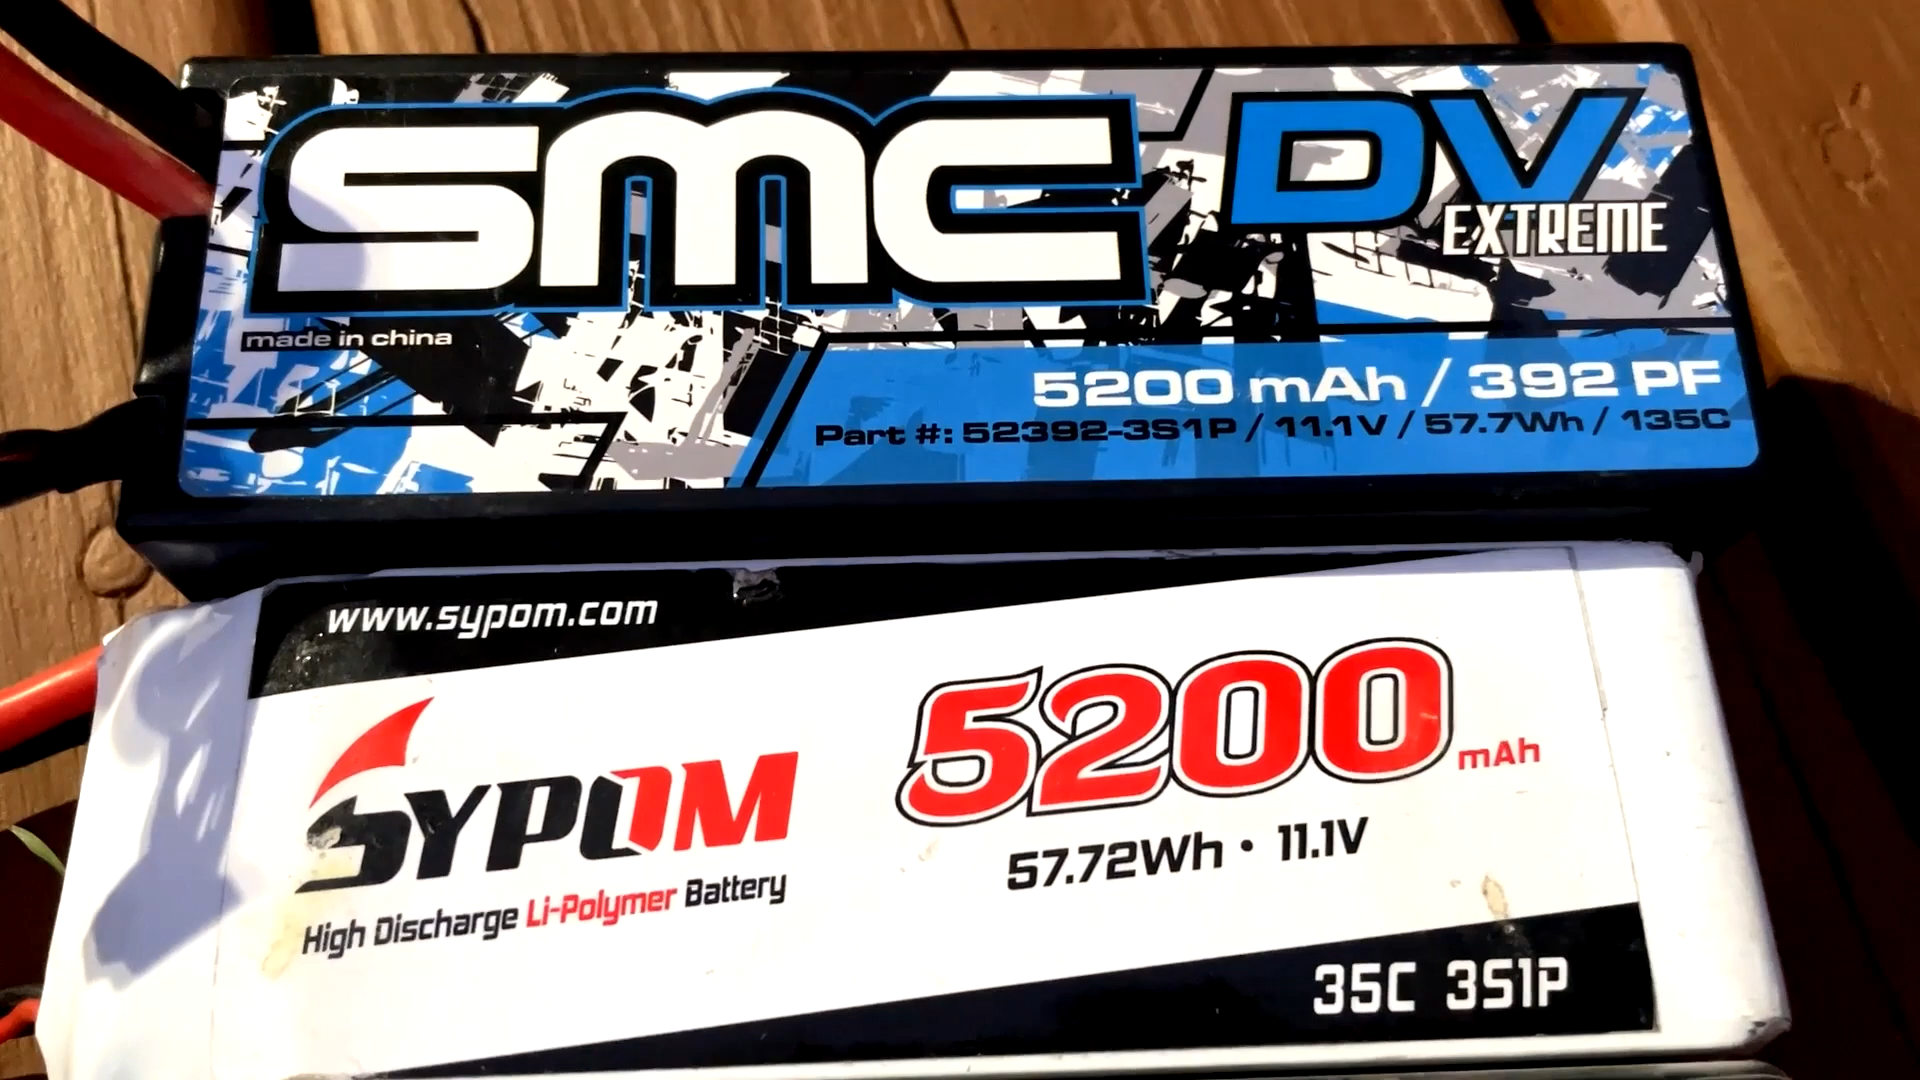 smc DV
EXTREME
made in china
5200 mAh / 392 PF
Part #: 52392-3S1P / 11.1V / 57.7Wh / 135C
www.sypom.com
SYPOM
5200 mAh
High Discharge Li-Polymer Battery
57.72Wh • 11.1V
35C 3S1P